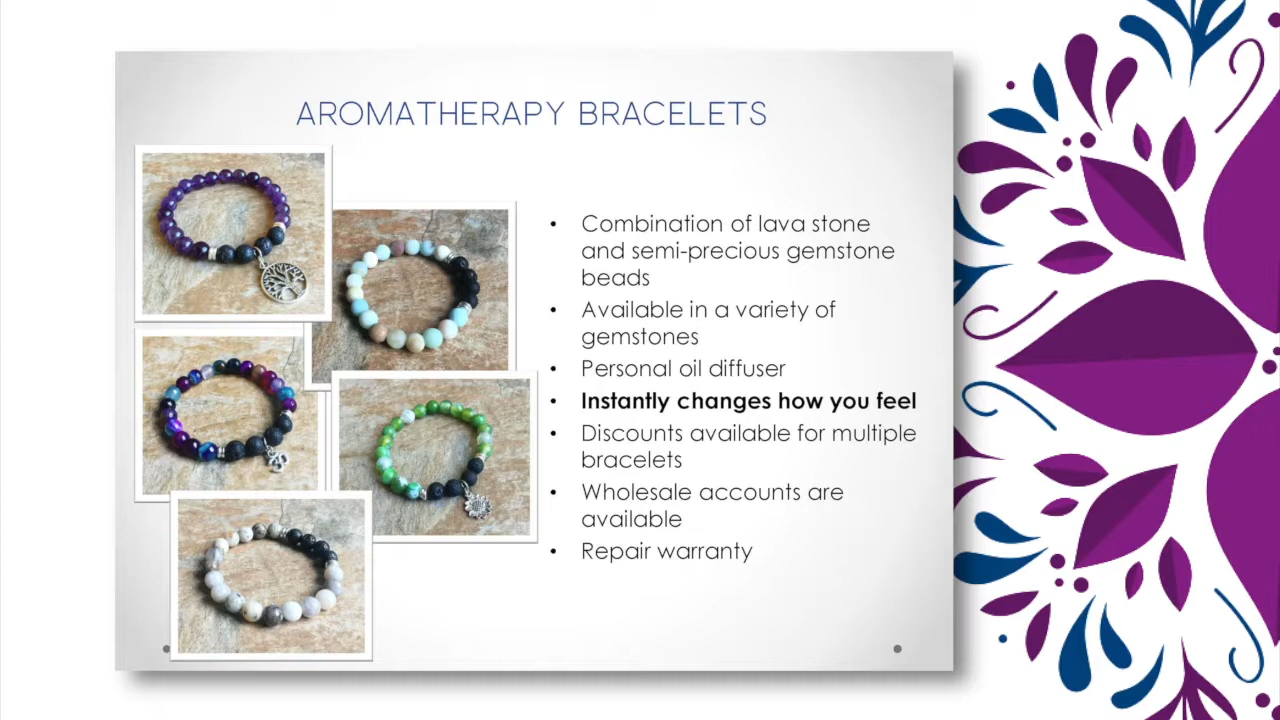 AROMATHERAPY BRACELETS
• Combination of lava stone
and semi-precious gemstone
beads
• Available in a variety of
gemstones
• Personal oil diffuser
• Instantly changes how you feel
• Discounts available for multiple
bracelets
• Wholesale accounts are
available
• Repair warranty